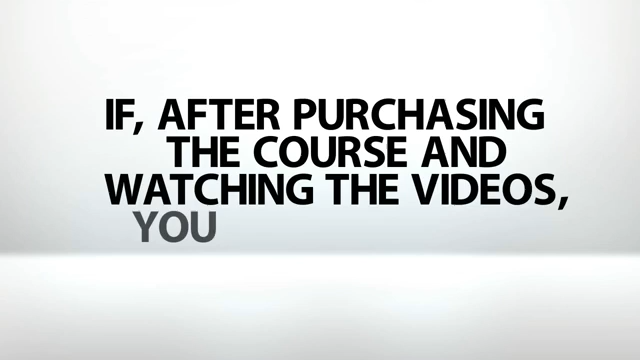 IF, AFTER PURCHASING
THE COURSE AND
WATCHING THE VIDEOS,
YOU